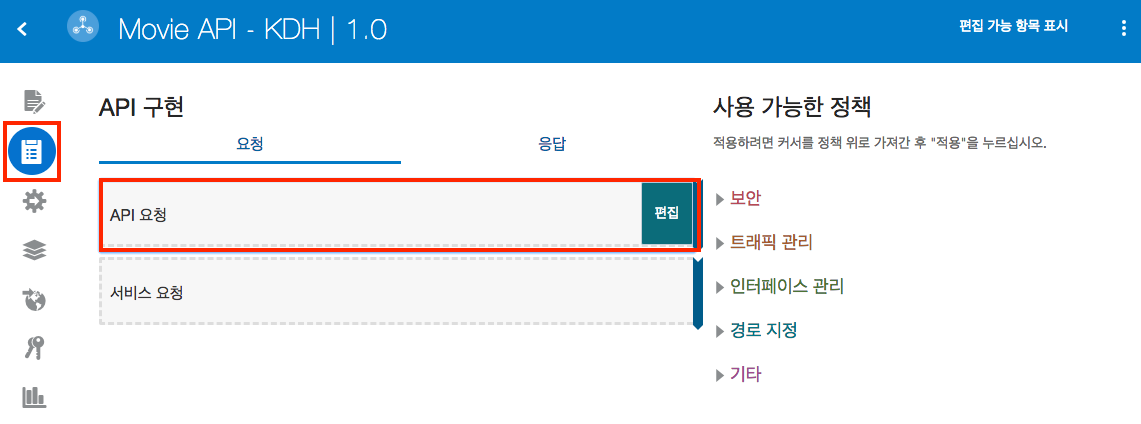 Movie API - KDH | 1.0
편집 가능 항목 표시
API 구현
요청
응답
API 요청
편집
서비스 요청
사용 가능한 정책
적용하려면 커서를 정책 위로 가져간 후 "적용"을 누르십시오.
보안
트래픽 관리
인터페이스 관리
경로 지정
기타